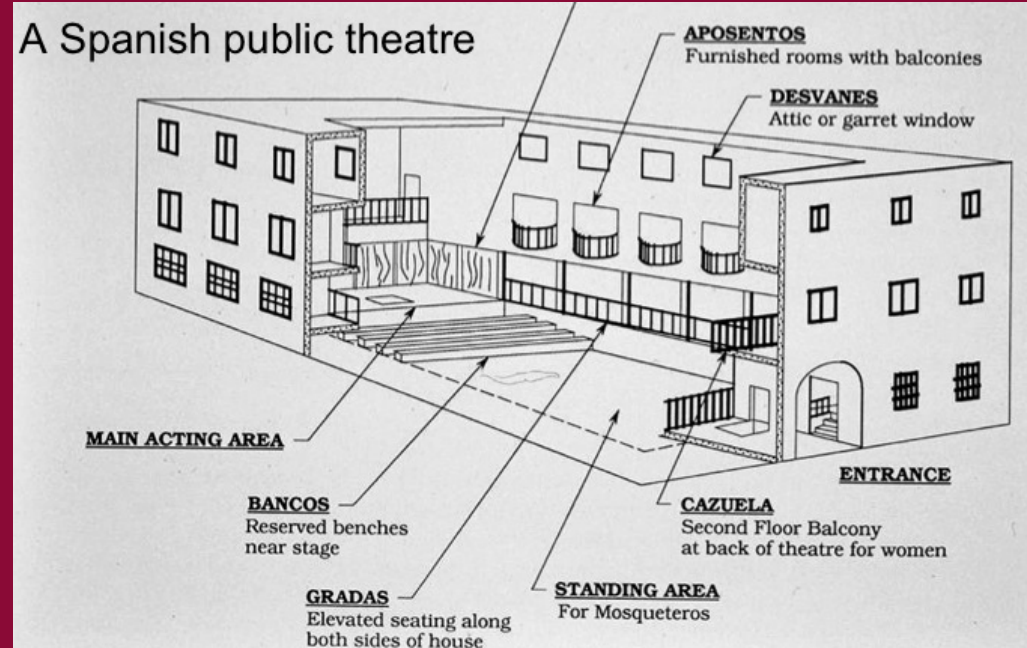 A Spanish public theatre
APOSENTOS
Furnished rooms with balconies
DESVANES
Attic or garret window
MAIN ACTING AREA
ENTRANCE
BANCOS
Reserved benches
near stage
CAZUELA
Second Floor Balcony
at back of theatre for women
GRADAS
Elevated seating along
both sides of house
STANDING AREA
For Mosqueteros